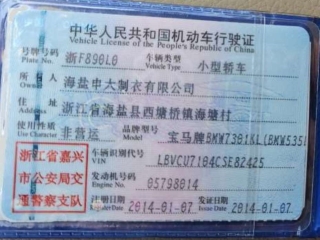 中华人民共和国机动车行驶证
Vehicle License of the People's Republic of China
号牌号码 浙F890L0 车辆类型 小型轿车
Plate No. Vehicle Type
所有人 海盐中大制衣有限公司
Owner
住址 浙江省海盐县西塘桥镇海塘村
Address
使用性质 非营运 品牌型号 宝马牌BMW7301KL(BMW535L
Use Character Model
浙江省嘉兴
市公安局交
通警察支队
车辆识别代号 LBVCU7104CSE82425
VIN
发动机号码 05798014
Engine No.
注册日期 2014-01-07 发证日期 2014-01-07
Register Date Issue Date